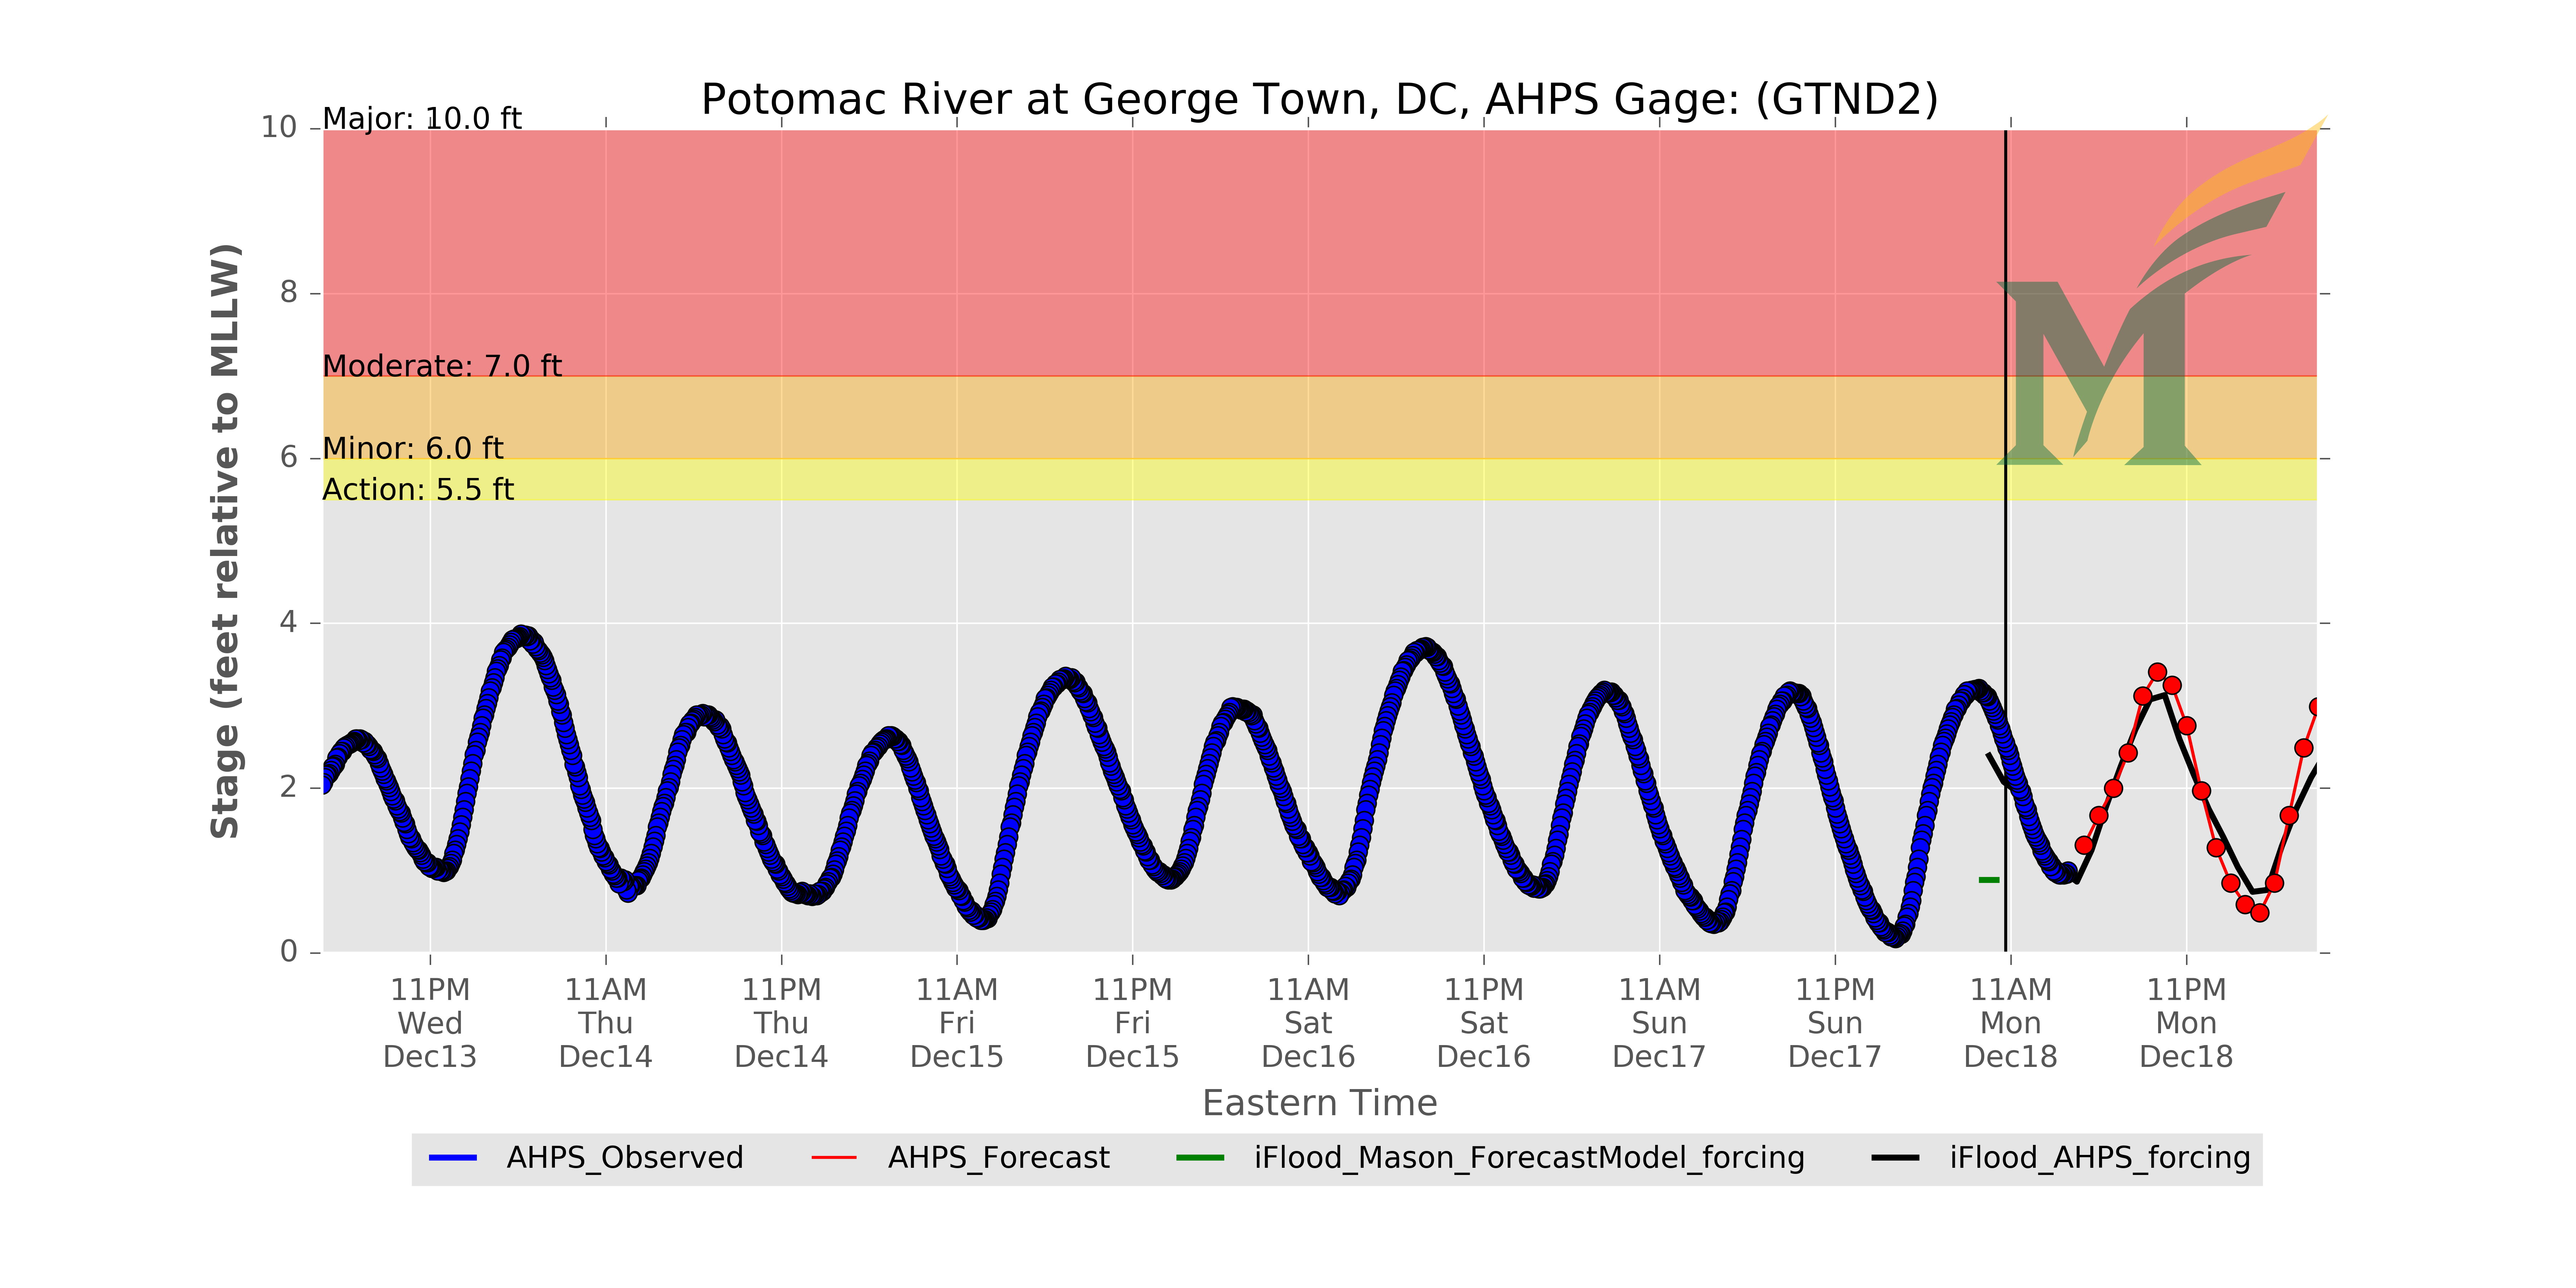 Potomac River at George Town, DC, AHPS Gage: (GTND2)
Stage (feet relative to MLLW)
10
8
6
4
2
0
Major: 10.0 ft
Moderate: 7.0 ft
Minor: 6.0 ft
Action: 5.5 ft
M
11PM
Wed
Dec13
11AM
Thu
Dec14
11PM
Thu
Dec14
11AM
Fri
Dec15
11PM
Fri
Dec15
11AM
Sat
Dec16
11PM
Sat
Dec16
11AM
Sun
Dec17
11PM
Sun
Dec17
11AM
Mon
Dec18
11PM
Mon
Dec18
Eastern Time
AHPS_Observed
AHPS_Forecast
iFlood_Mason_ForecastModel_forcing
iFlood_AHPS_forcing